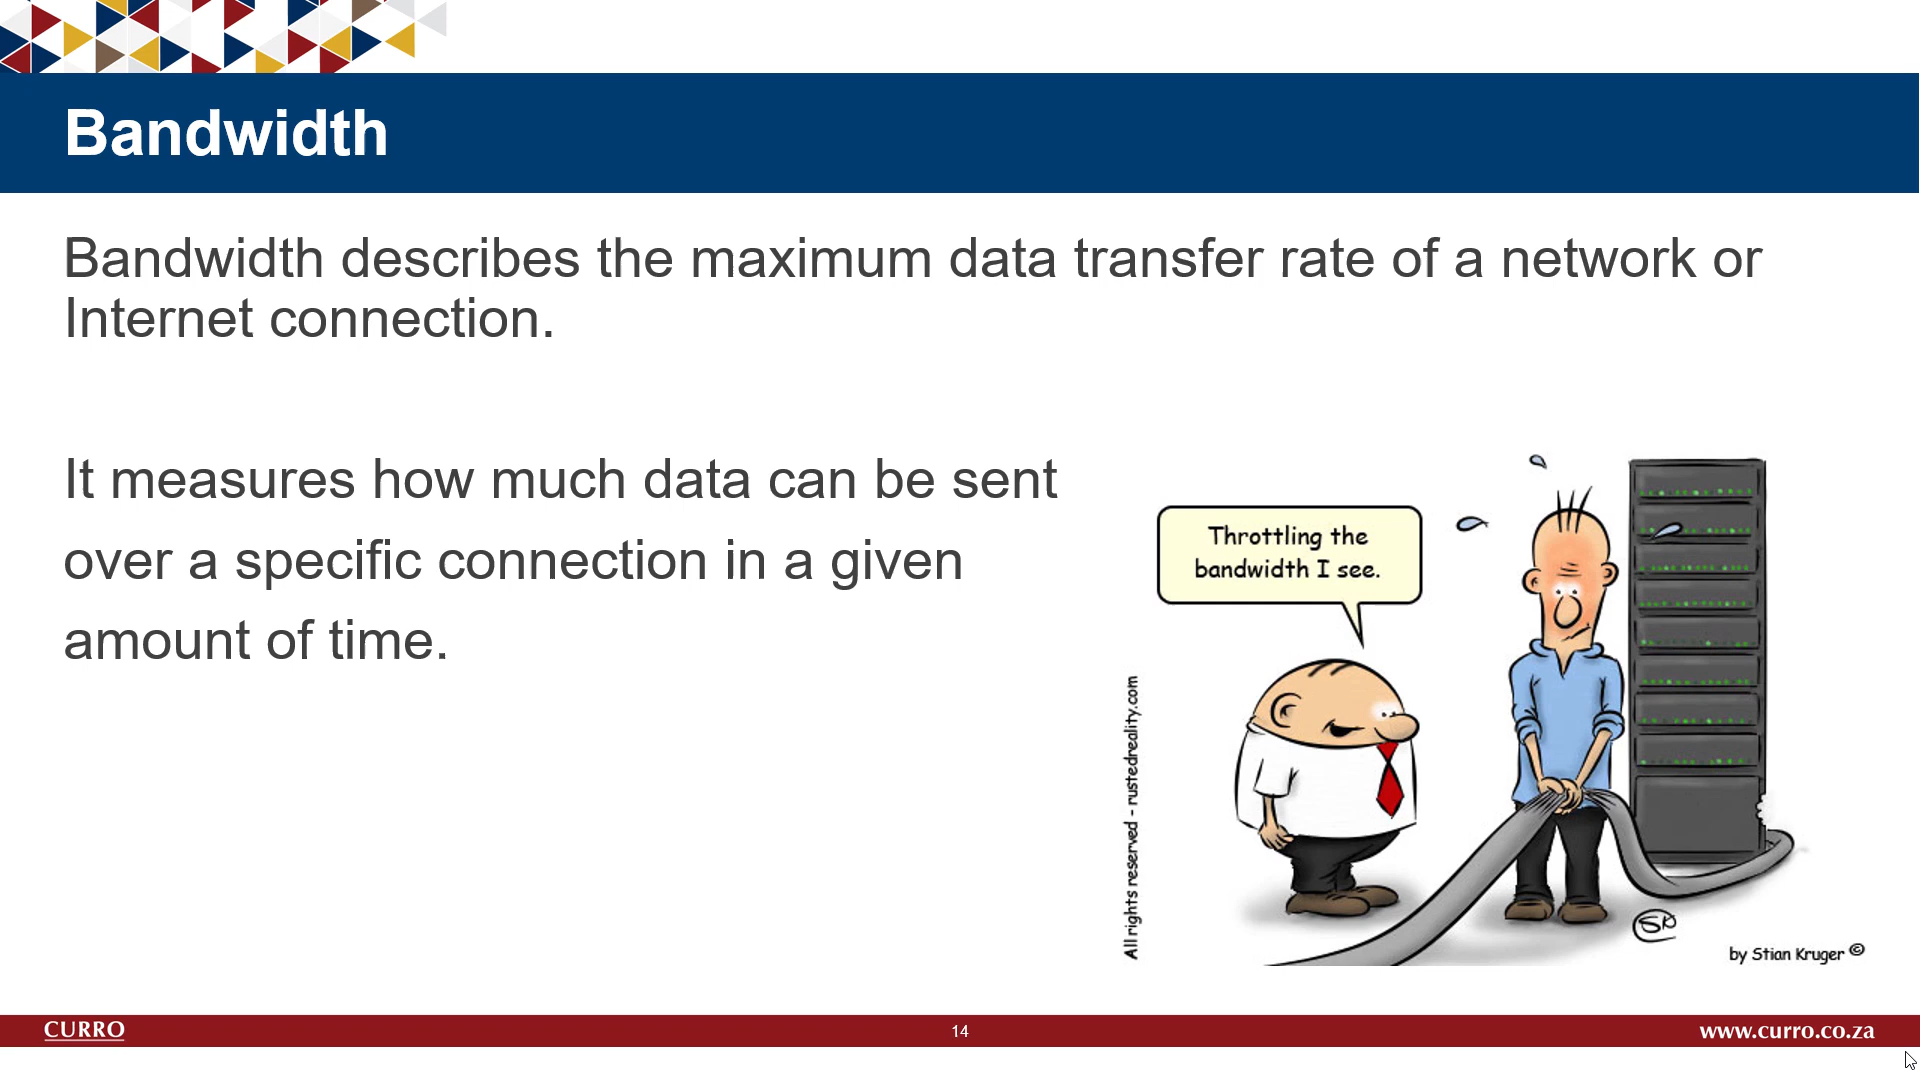 Bandwidth
Bandwidth describes the maximum data transfer rate of a network or
Internet connection.
It measures how much data can be sent
over a specific connection in a given
amount of time.
Throttling the
bandwidth I see.
All rights reserved - rustedreality.com
SK
by Stian Kruger ©
CURRO
14
www.curro.co.za